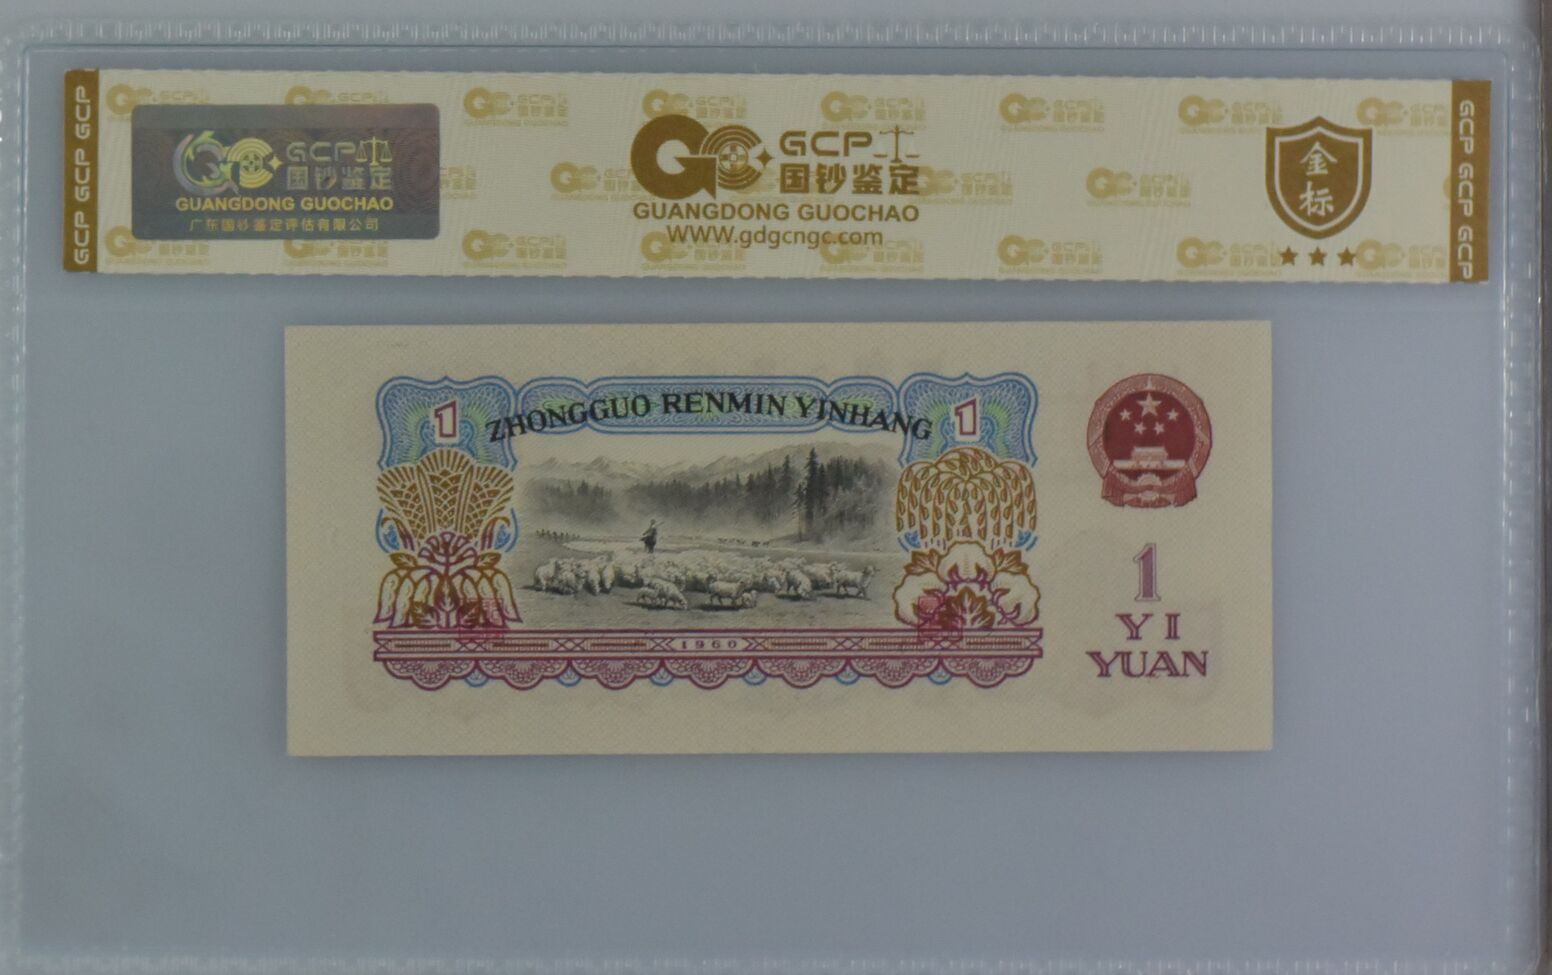 GCP GCP GCP
GCP
国钞鉴定
GUANGDONG GUOCHAO
广东国钞鉴定评估有限公司
GCP
国钞鉴定
GUANGDONG GUOCHAO
WWW.gdgcngc.com
金标
GCP GCP GCP
1
ZHONGGUO RENMIN YINHANG
1
1960
1
YI
YUAN